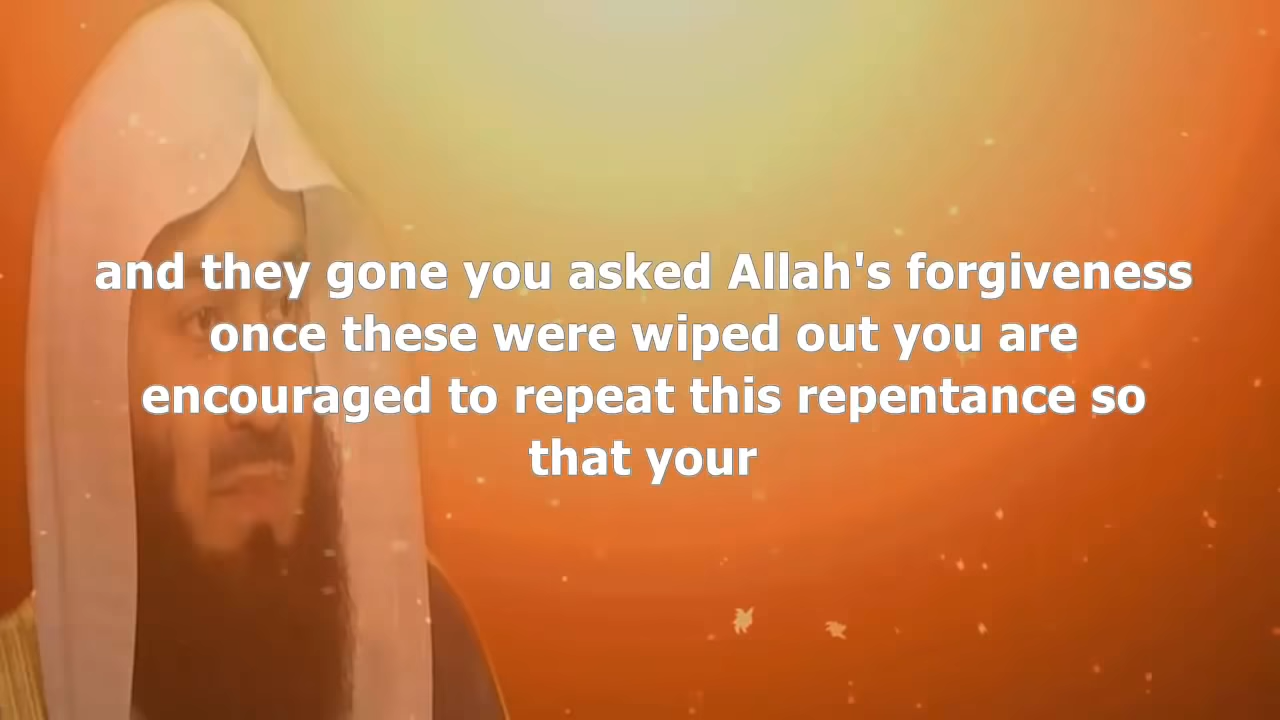 and they gone you asked Allah's forgiveness
once these were wiped out you are
encouraged to repeat this repentance so
that your